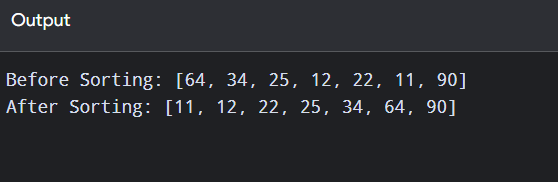 Output
Before Sorting: [64, 34, 25, 12, 22, 11, 90]
After Sorting: [11, 12, 22, 25, 34, 64, 90]